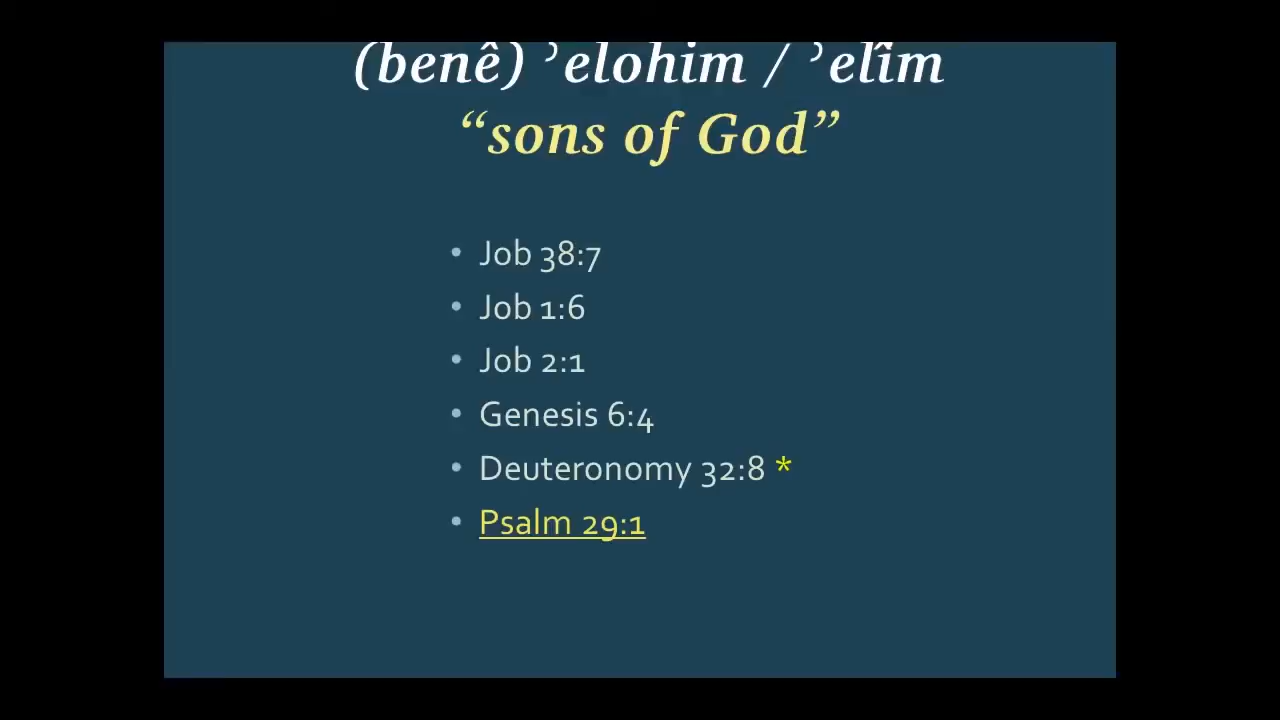 (benê) ʾelohim / ʾelîm
“sons of God”
• Job 38:7
• Job 1:6
• Job 2:1
• Genesis 6:4
• Deuteronomy 32:8 *
• Psalm 29:1